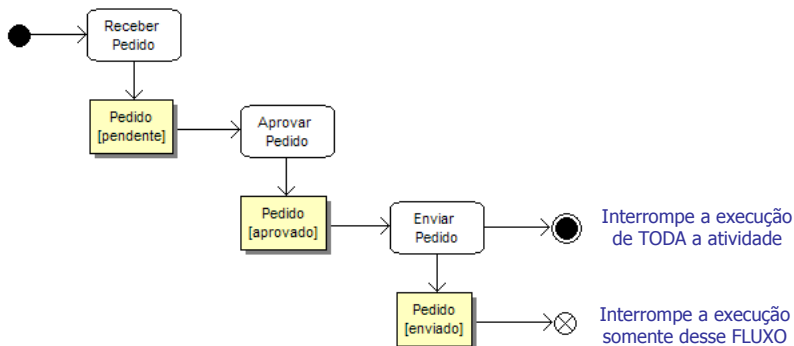 Receber
Pedido
Pedido
[pendente]
Aprovar
Pedido
Pedido
[aprovado]
Enviar
Pedido
Interrompe a execução
de TODA a atividade
Pedido
[enviado]
Interrompe a execução
somente desse FLUXO